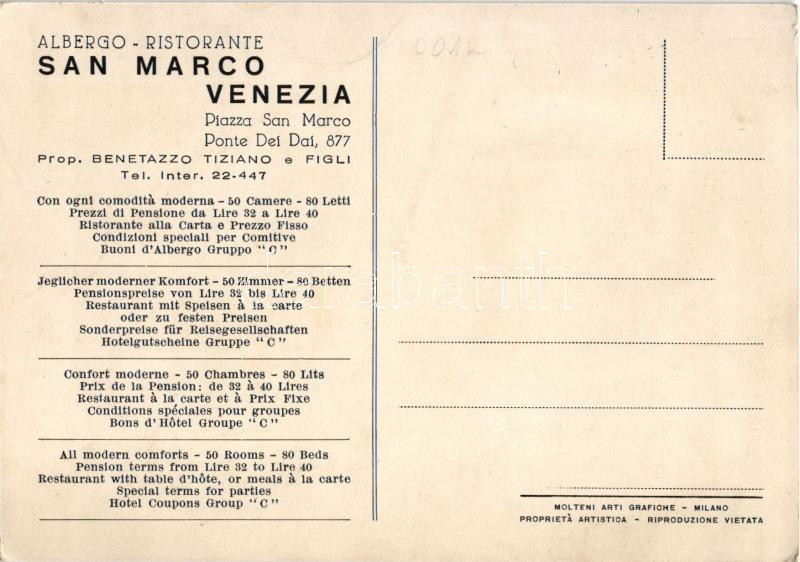 ALBERGO - RISTORANTE
SAN MARCO
VENEZIA
Piazza San Marco
Ponte Dei Dai, 877
Prop. BENETAZZO TIZIANO e FIGLI
Tel. Inter. 22-447
Con ogni comodità moderna - 50 Camere - 80 Letti
Prezzi di Pensione da Lire 32 a Lire 40
Ristorante alla Carta e Prezzo Fisso
Condizioni speciali per Comitive
Buoni d'Albergo Gruppo "C"
Jeglicher moderner Komfort - 50 Zimmer - 80 Betten
Pensionspreise von Lire 32 bis Lire 40
Restaurant mit Speisen à la carte
oder zu festen Preisen
Sonderpreise für Reisegesellschaften
Hotelgutscheine Gruppe "C"
Confort moderne - 50 Chambres - 80 Lits
Prix de la Pension: de 32 à 40 Lires
Restaurant à la carte et à Prix Fixe
Conditions spéciales pour groupes
Bons d'Hôtel Groupe "C"
All modern comforts - 50 Rooms - 80 Beds
Pension terms from Lire 32 to Lire 40
Restaurant with table d'hôte, or meals à la carte
Special terms for parties
Hotel Coupons Group "C"
MOLTENI ARTI GRAFICHE - MILANO
PROPRIETÀ ARTISTICA - RIPRODUZIONE VIETATA
darabanth